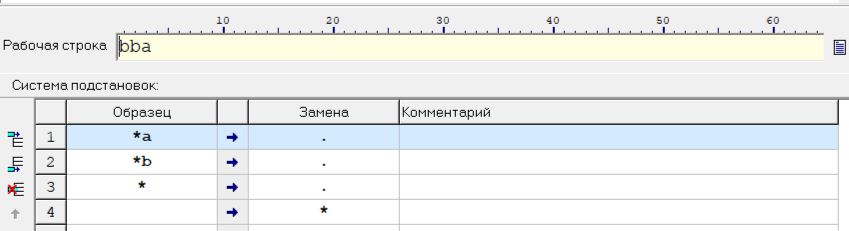 10 20 30 40 50 60
Рабочая строка bba
Система подстановок:
Образец Замена Комментарий
1 *a → .
2 *b → .
3 * → .
4 → *